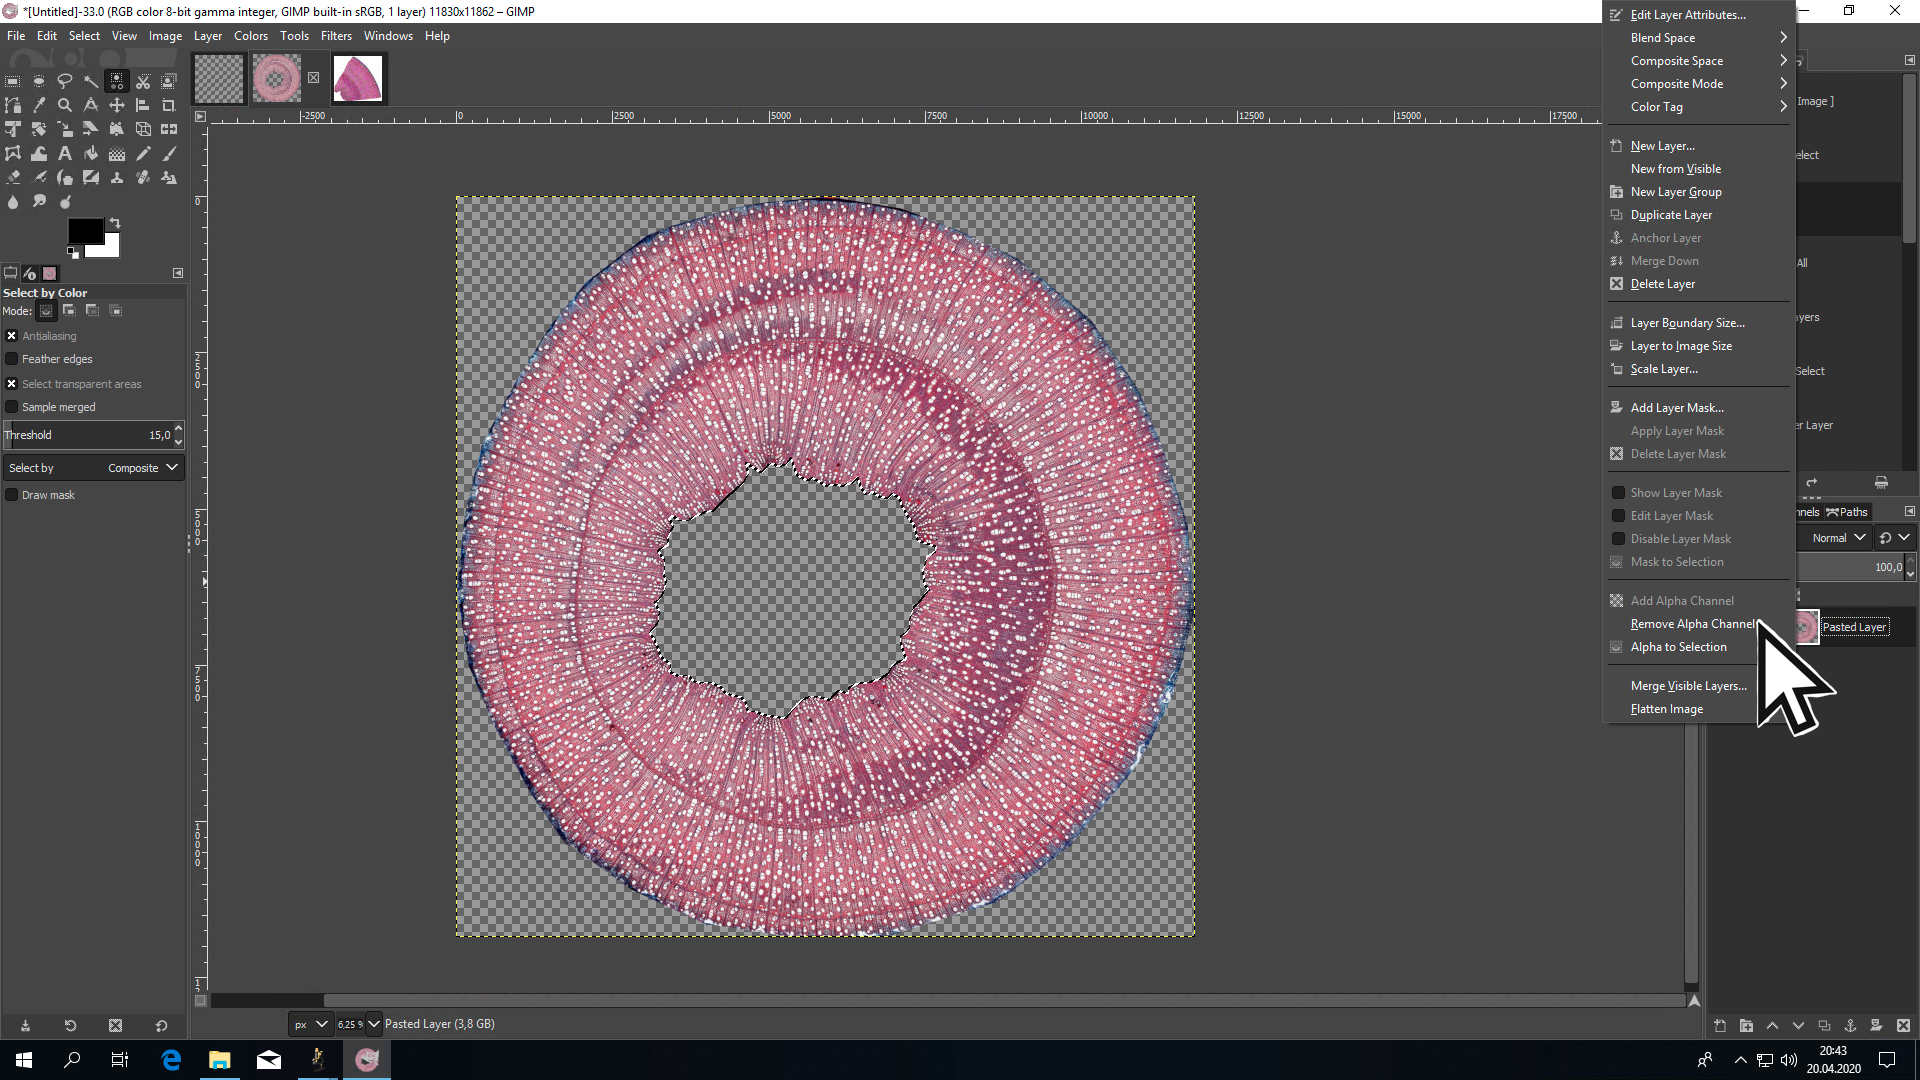 *[Untitled]-33.0 (RGB color 8-bit gamma integer, GIMP built-in sRGB, 1 layer) 11830x11862 – GIMP
File Edit Select View Image Layer Colors Tools Filters Windows Help
-2500 0 2500 5000 7500 10000 12500 15000 17500
0
2500
5000
7500
10000
12
Select by Color
Mode:
Antialiasing
Feather edges
Select transparent areas
Sample merged
Threshold 15,0
Select by Composite
Draw mask
Edit Layer Attributes...
Blend Space
Composite Space
Composite Mode
Color Tag
New Layer...
New from Visible
New Layer Group
Duplicate Layer
Anchor Layer
Merge Down
Delete Layer
Layer Boundary Size...
Layer to Image Size
Scale Layer...
Add Layer Mask...
Apply Layer Mask
Delete Layer Mask
Show Layer Mask
Edit Layer Mask
Disable Layer Mask
Mask to Selection
Add Alpha Channel
Remove Alpha Channel
Alpha to Selection
Merge Visible Layers...
Flatten Image
Image ]
elect
All
ayers
Select
er Layer
nnels Paths
Normal
100,0
Pasted Layer
px 6,25 % Pasted Layer (3,8 GB)
20:43
20.04.2020